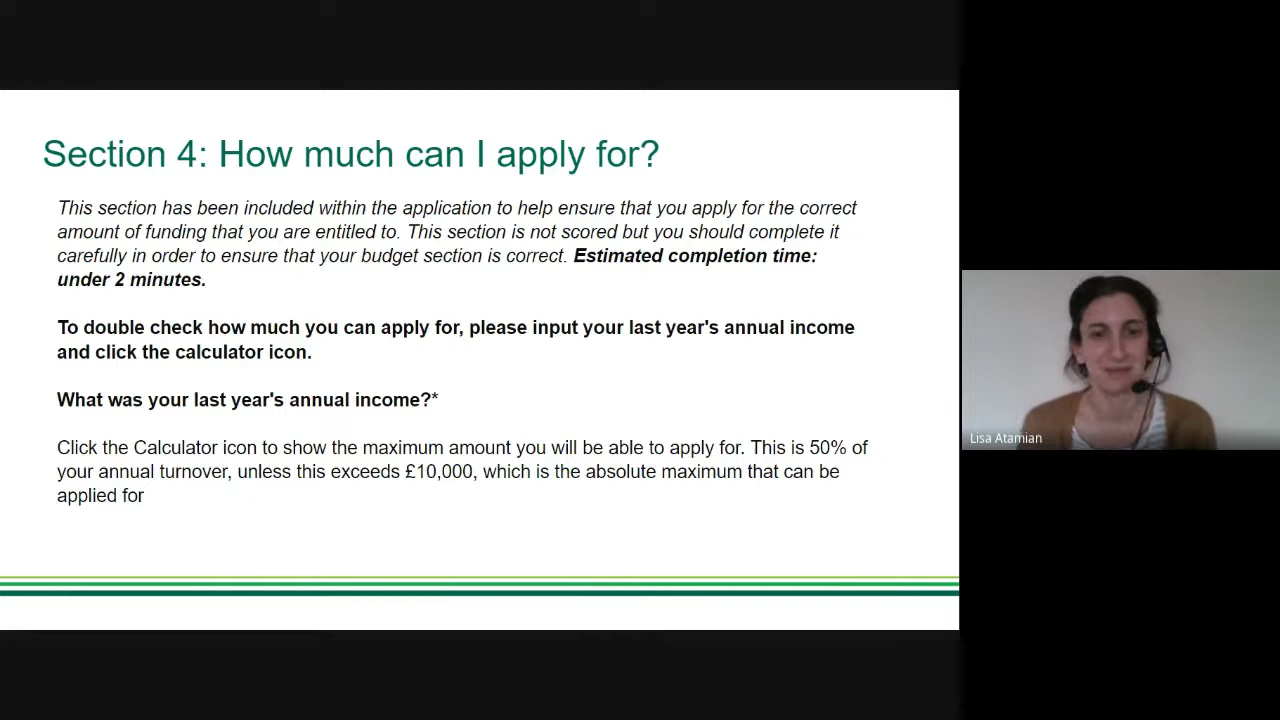 Section 4: How much can I apply for?
This section has been included within the application to help ensure that you apply for the correct
amount of funding that you are entitled to. This section is not scored but you should complete it
carefully in order to ensure that your budget section is correct. Estimated completion time:
under 2 minutes.
To double check how much you can apply for, please input your last year's annual income
and click the calculator icon.
What was your last year's annual income?*
Click the Calculator icon to show the maximum amount you will be able to apply for. This is 50% of
your annual turnover, unless this exceeds £10,000, which is the absolute maximum that can be
applied for
Lisa Atamian